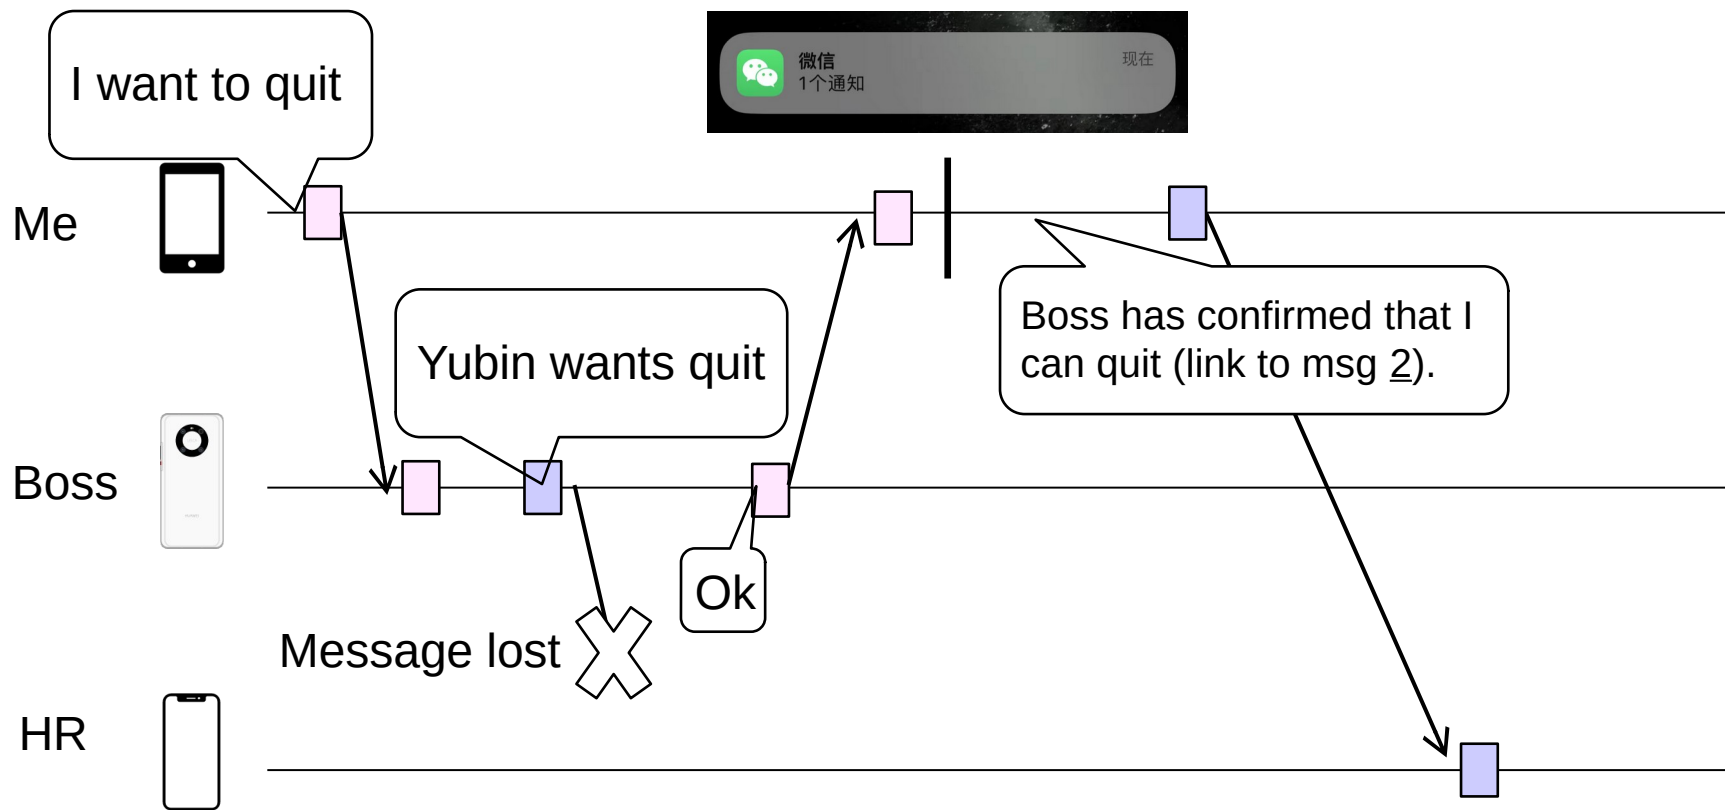 I want to quit
微信
现在
1个通知
Me
Boss has confirmed that I
can quit (link to msg 2).
Yubin wants quit
Boss
Ok
Message lost
HR